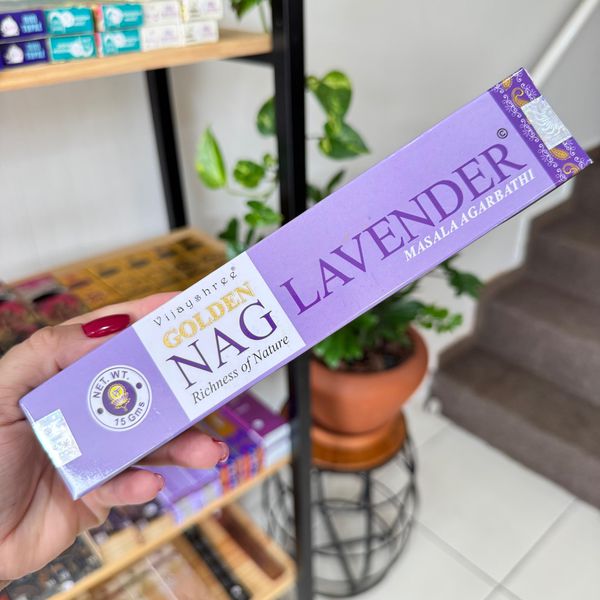 NET. WT.
15 Gms
Vijayshree®
GOLDEN
NAG
Richness of Nature
LAVENDER ©
MASALA AGARBATHI